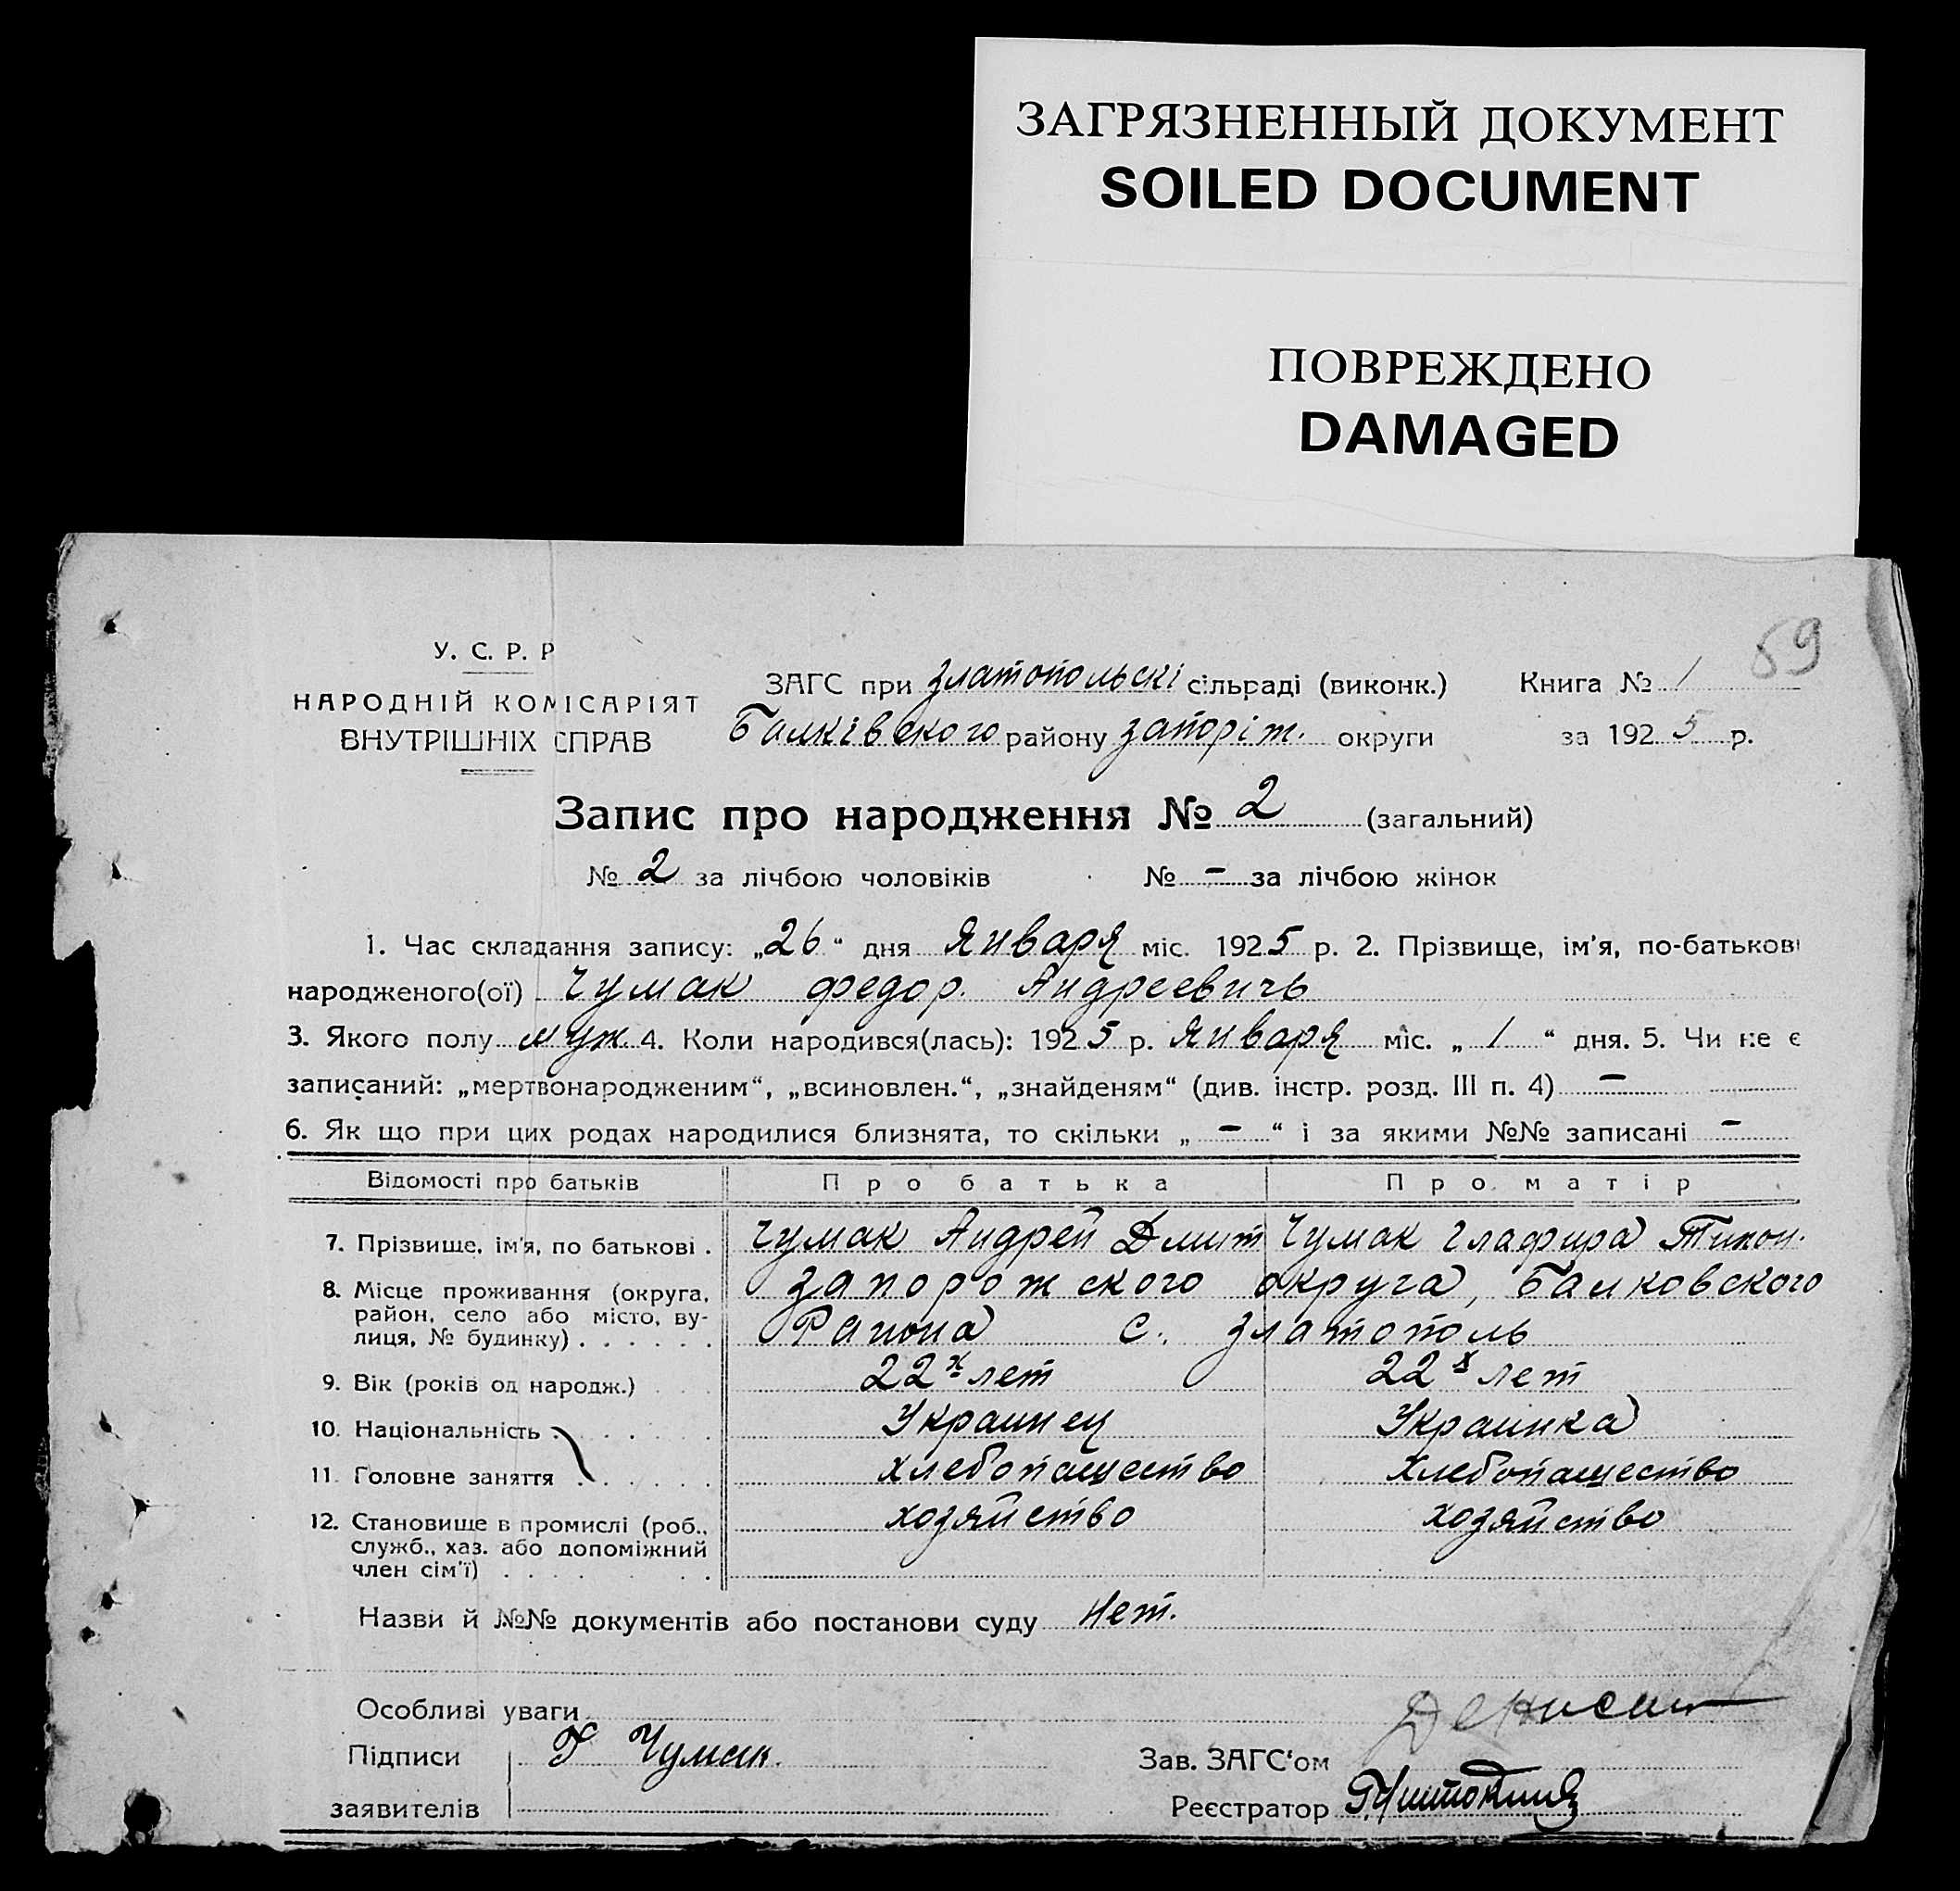 ЗАГРЯЗНЕННЫЙ ДОКУМЕНТ
SOILED DOCUMENT
ПОВРЕЖДЕНО
DAMAGED
69
У. С. Р. Р
НАРОДНІЙ КОМІСАРІЯТ
ВНУТРІШНІХ СПРАВ
ЗАГС при Златопольскі сільраді (виконк.) Книга № 1
Балківского району Запоріж. округи за 1925 р.
Запис про народження № 2 (загальний)
№ 2 за лічбою чоловіків № - за лічбою жінок
1. Час складання запису: „26“ дня Января міс. 1925 р. 2. Прізвище, ім'я, по-батькові
народженого(ої) Чумак Федор. Андреевичь
3. Якого полу муж. 4. Коли народився(лась): 1925 р. Января міс. „1“ дня. 5. Чи не є
записаний: „мертвонародженим“, „всиновлен.“, „знайденям“ (див. інстр. розд. III п. 4) -
6. Як що при цих родах народилися близнята, то скільки „-“ і за якими №№ записані -
Відомості про батьків Про батька Про матір
7. Прізвище, ім'я, по батькові . Чумак Андрей Дмит Чумак Глафира Тихон.
8. Місце проживання (округа, Запорожского округа, Балковского
район, село або місто, ву-
лиця, № будинку) . . . . . . Района с. Златополь
9. Вік (років од народж.) . . . 22х лет 22х лет
10. Національність . . . . . . Украинец Украинка
11. Головне заняття . . . . . . хлебопащество хлебопащество
12. Становище в промислі (роб., хозяйство хозяйство
служб., хаз. або допоміжний
член сім'ї) . . . . . . .
Назви й №№ документів або постанови суду Нет.
Особливі уваги
Підписи Чумак.
заявителів
Зав. ЗАГС'ом
Реєстратор